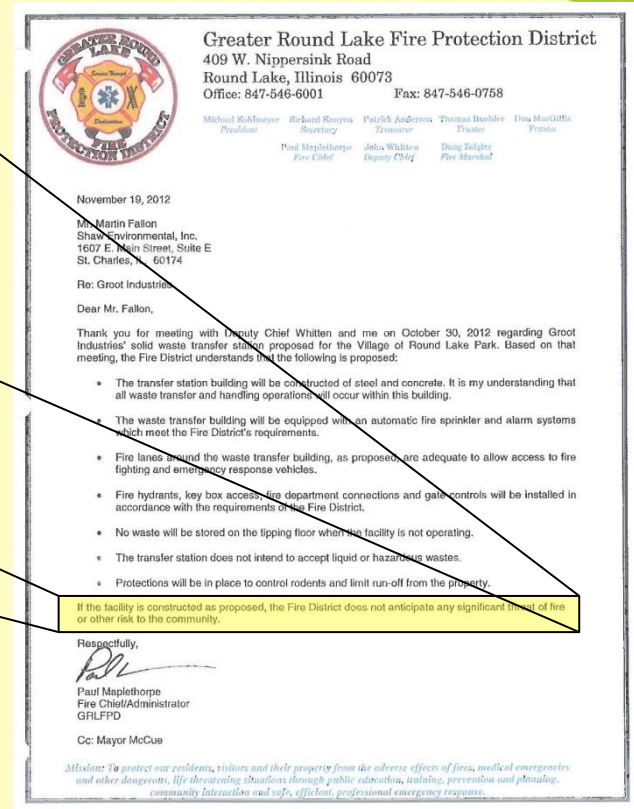 GREATER ROUND
LAKE
Service Through
Dedication
FIRE
PROTECTION DISTRICT
Greater Round Lake Fire Protection District
409 W. Nippersink Road
Round Lake, Illinois 60073
Office: 847-546-6001 Fax: 847-546-0758
Michael Kohlmeyer Richard Kenyon Patrick Anderson Thomas Buehler Dan MacGillis
President Secretary Treasurer Trustee Trustee
Paul Maplethorpe John Whitten Doug Zeigler
Fire Chief Deputy Chief Fire Marshal
November 19, 2012
Mr. Martin Fallon
Shaw Environmental, Inc.
1607 E. Main Street, Suite E
St. Charles, IL 60174
Re: Groot Industries
Dear Mr. Fallon,
Thank you for meeting with Deputy Chief Whitten and me on October 30, 2012 regarding Groot
Industries' solid waste transfer station proposed for the Village of Round Lake Park. Based on that
meeting, the Fire District understands that the following is proposed:
• The transfer station building will be constructed of steel and concrete. It is my understanding that
all waste transfer and handling operations will occur within this building.
• The waste transfer building will be equipped with an automatic fire sprinkler and alarm systems
which meet the Fire District's requirements.
• Fire lanes around the waste transfer building, as proposed, are adequate to allow access to fire
fighting and emergency response vehicles.
• Fire hydrants, key box access, fire department connections and gate controls will be installed in
accordance with the requirements of the Fire District.
• No waste will be stored on the tipping floor when the facility is not operating.
• The transfer station does not intend to accept liquid or hazardous wastes.
• Protections will be in place to control rodents and limit run-off from the property.
If the facility is constructed as proposed, the Fire District does not anticipate any significant threat of fire
or other risk to the community.
Respectfully,
Paul Maplethorpe
Fire Chief/Administrator
GRLFPD
Cc: Mayor McCue
Mission: To protect our residents, visitors and their property from the adverse effects of fires, medical emergencies
and other dangerous, life threatening situations through public education, training, prevention and planning,
community interaction and safe, efficient, professional emergency response.